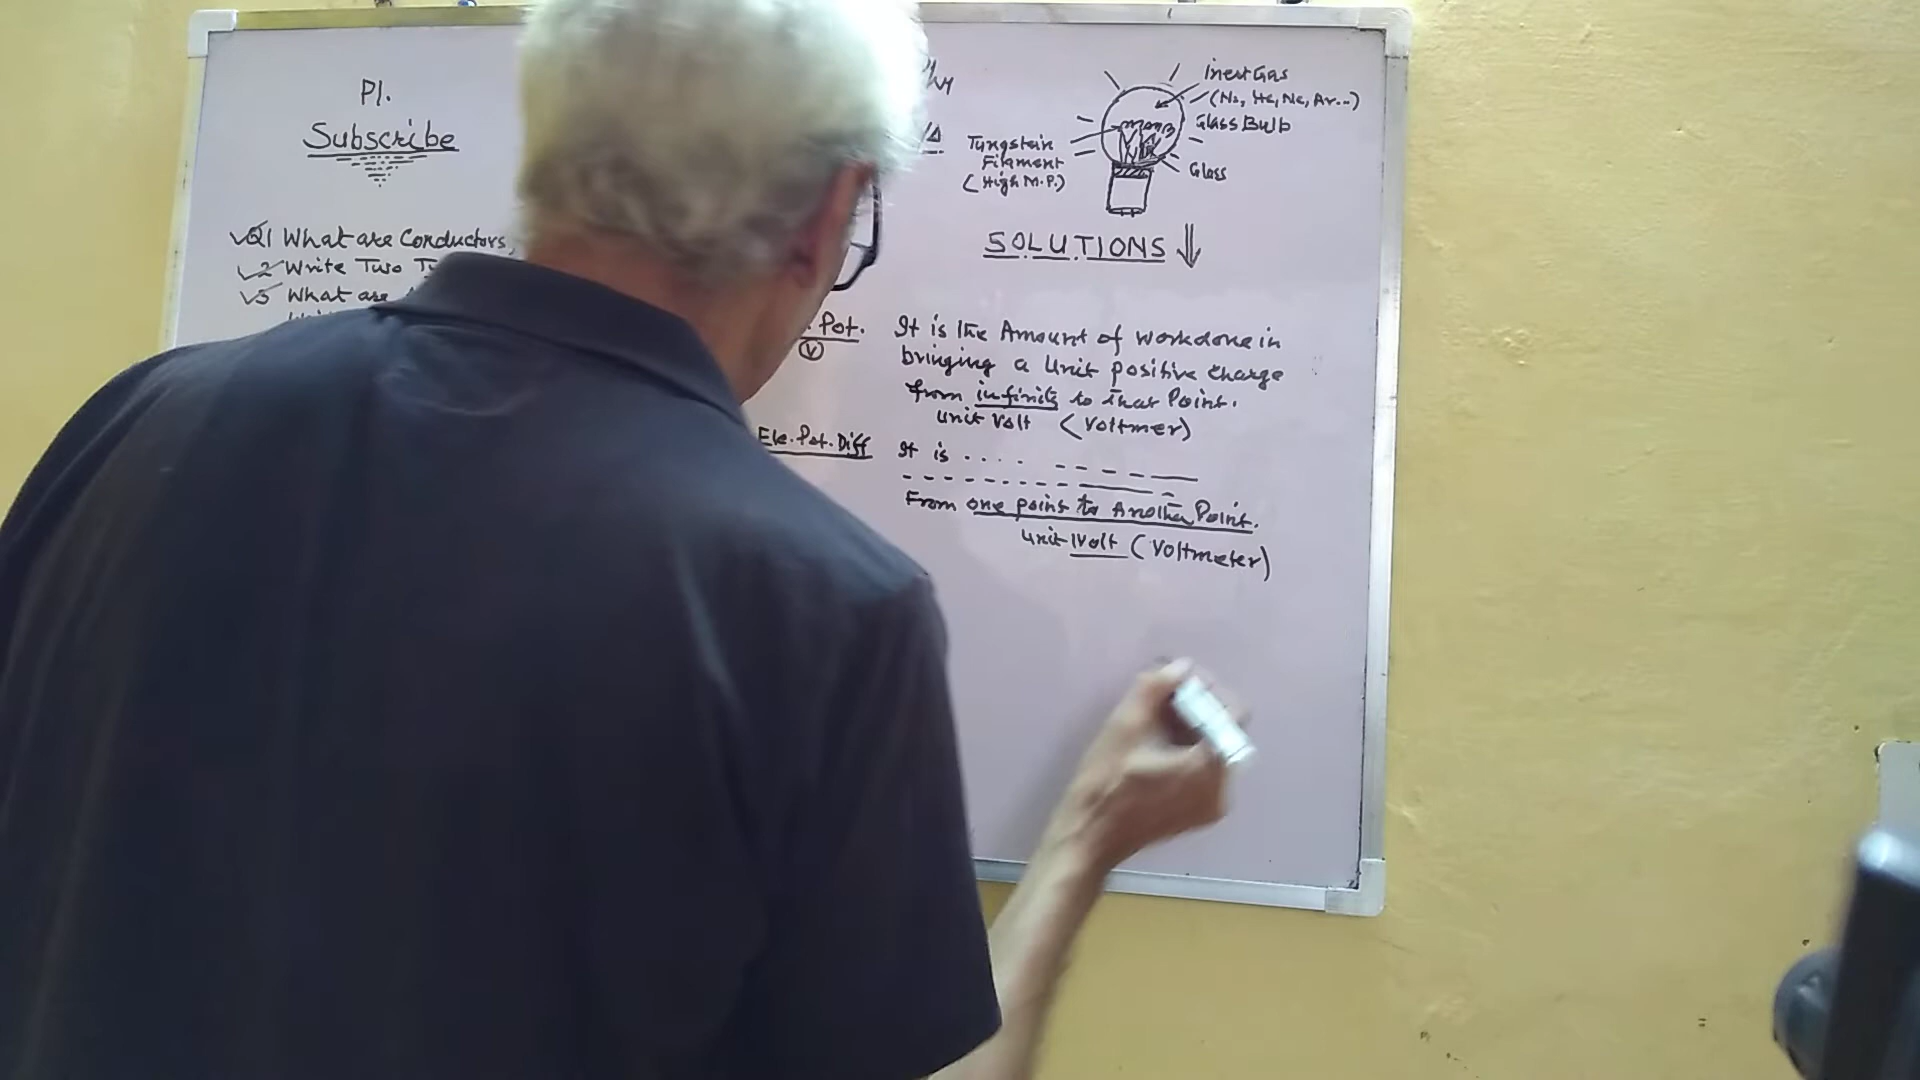 Pl.
Subscribe
Q1 What are Conductors,
2 Write Two
3 What are
inert Gas
(N2, He, Ne, Ar...)
Glass Bulb
Tungstein
Filament
(High M.P.)
Glass
SOLUTIONS
. Pot.
V
It is the Amount of workdone in
bringing a Unit positive charge
from infinity to that Point.
unit Volt (Voltmer)
Ele. Pot. Diff
It is ....
From one point to Another Point.
unit Volt (Voltmeter)